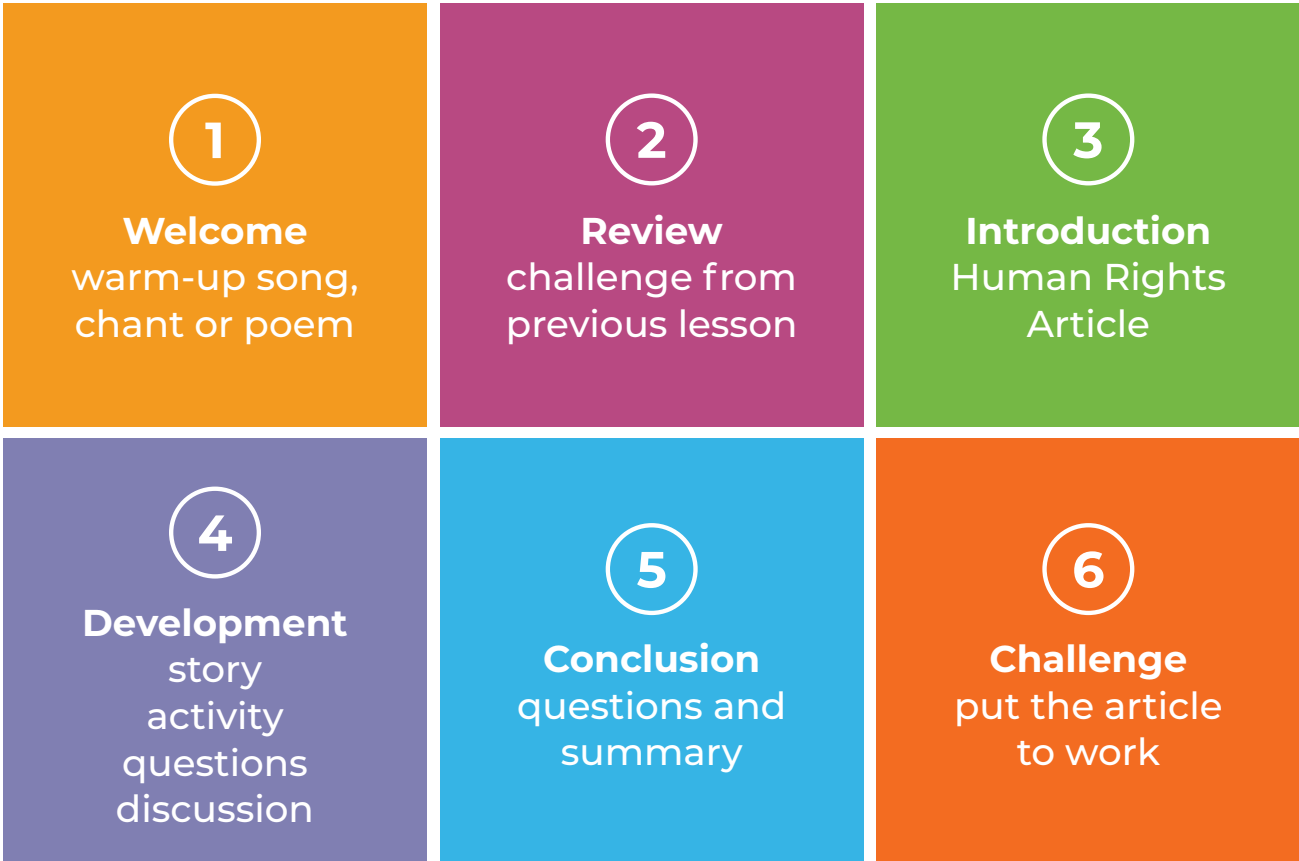 1
Welcome
warm-up song,
chant or poem
2
Review
challenge from
previous lesson
3
Introduction
Human Rights
Article
4
Development
story
activity
questions
discussion
5
Conclusion
questions and
summary
6
Challenge
put the article
to work